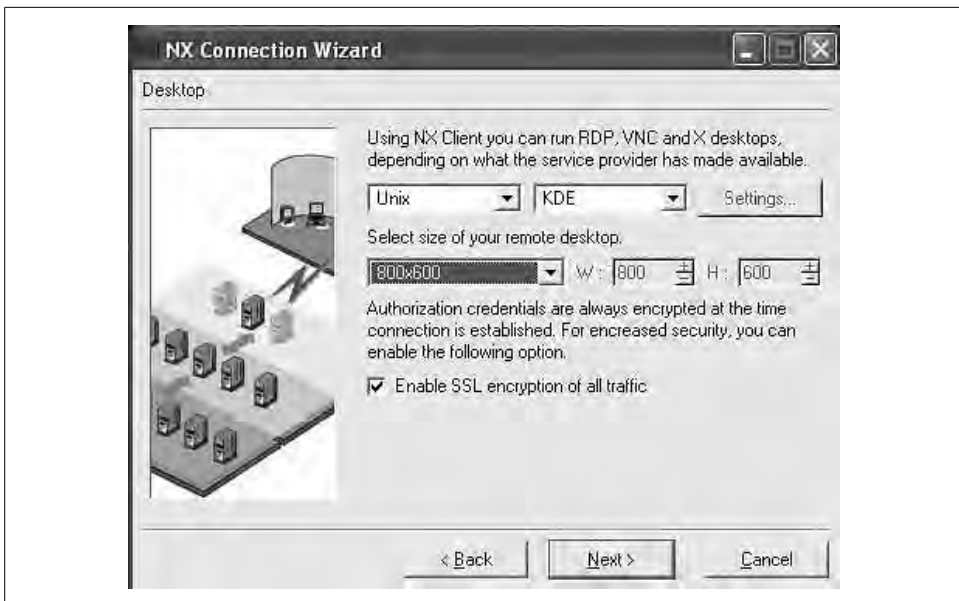 NX Connection Wizard
Desktop
Using NX Client you can run RDP, VNC and X desktops,
depending on what the service provider has made available.
Unix KDE Settings...
Select size of your remote desktop.
800x600 W: 800 H: 600
Authorization credentials are always encrypted at the time
connection is established. For encreased security, you can
enable the following option.
Enable SSL encryption of all traffic
< Back Next > Cancel